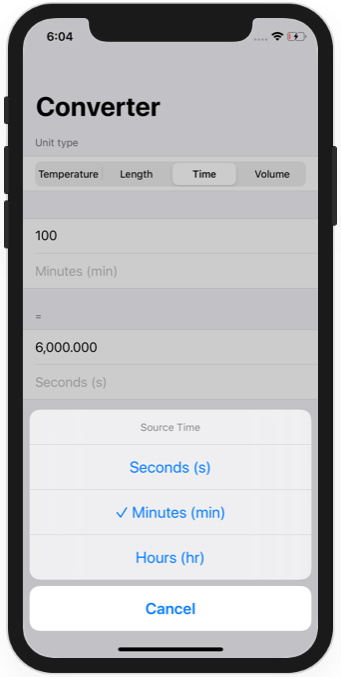 6:04
Converter
Unit type
Temperature Length Time Volume
100
Minutes (min)
=
6,000.000
Seconds (s)
Source Time
Seconds (s)
✓ Minutes (min)
Hours (hr)
Cancel